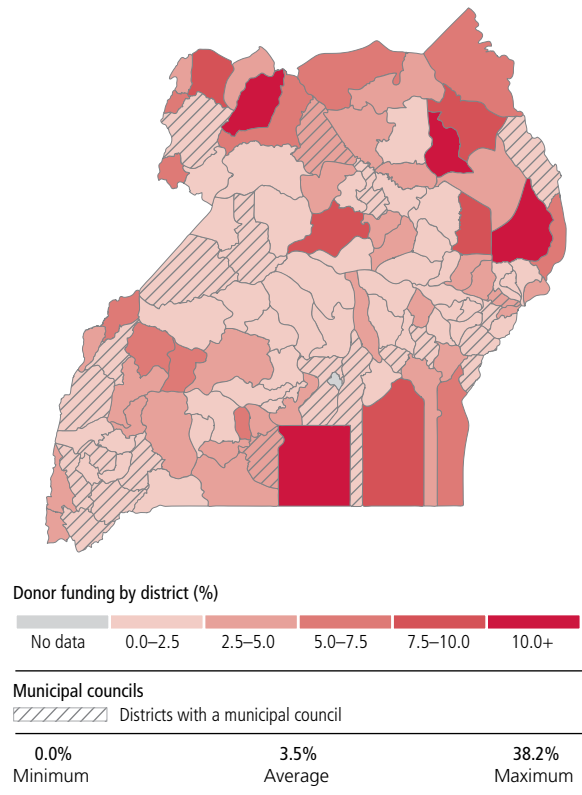 Donor funding by district (%)
No data 0.0–2.5 2.5–5.0 5.0–7.5 7.5–10.0 10.0+
Municipal councils
Districts with a municipal council
0.0% 3.5% 38.2%
Minimum Average Maximum